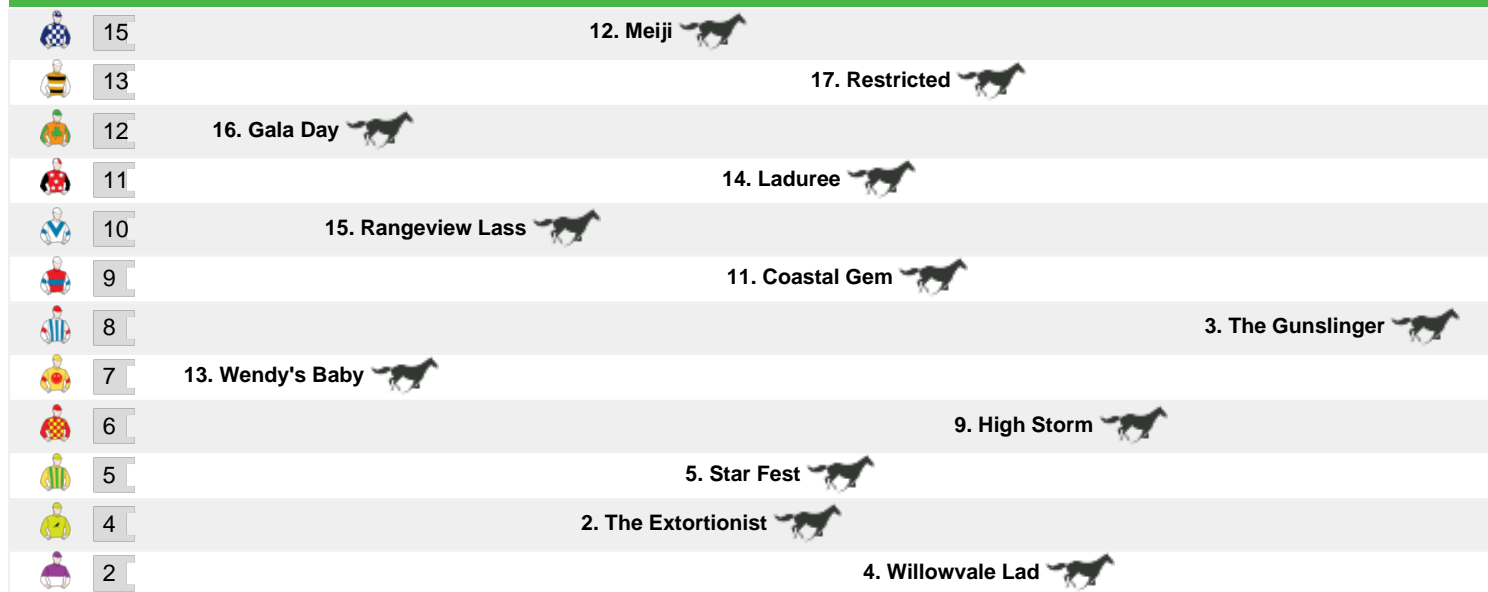 15 12. Meiji
13 17. Restricted
12 16. Gala Day
11 14. Laduree
10 15. Rangeview Lass
9 11. Coastal Gem
8 3. The Gunslinger
7 13. Wendy's Baby
6 9. High Storm
5 5. Star Fest
4 2. The Extortionist
2 4. Willowvale Lad